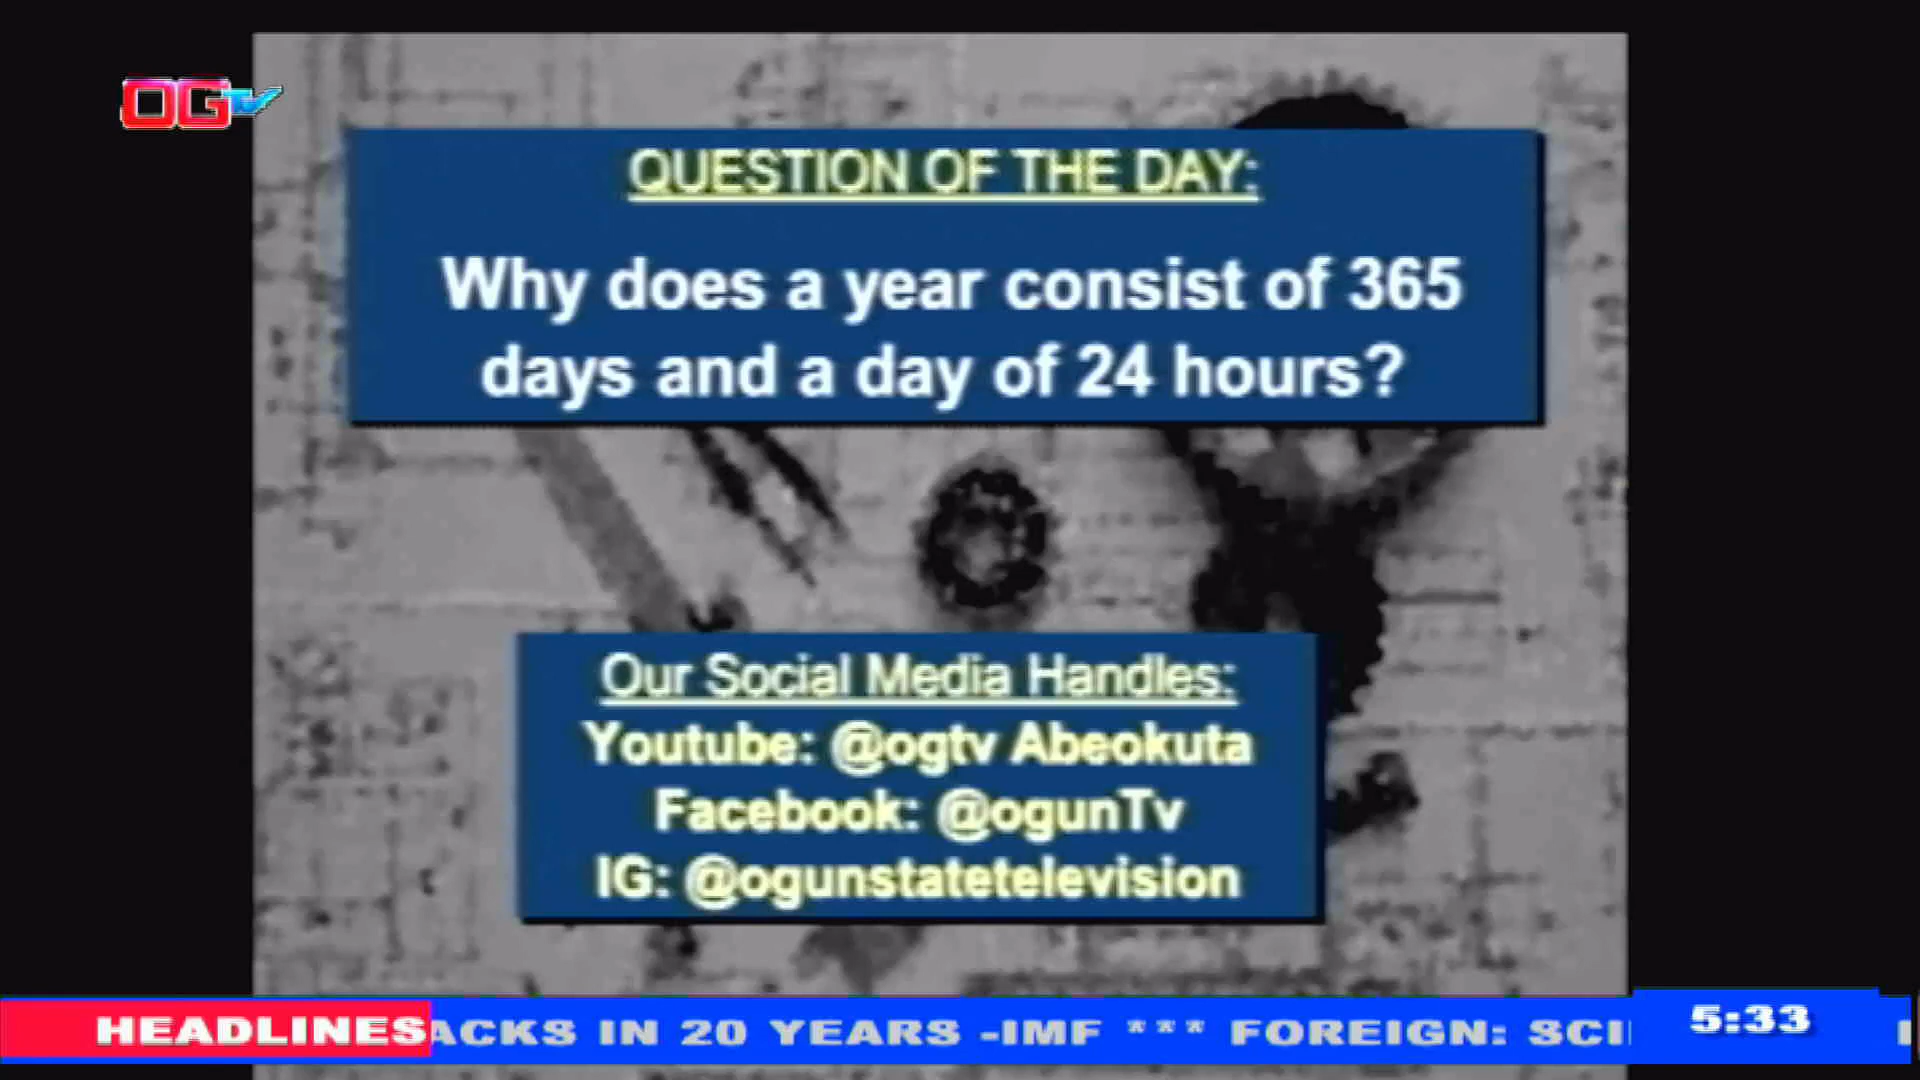 OGTV
QUESTION OF THE DAY:
Why does a year consist of 365
days and a day of 24 hours?
Our Social Media Handles:
Youtube: @ogtv Abeokuta
Facebook: @ogunTv
IG: @ogunstatetelevision
HEADLINES ACKS IN 20 YEARS -IMF *** FOREIGN: SCI 5:33